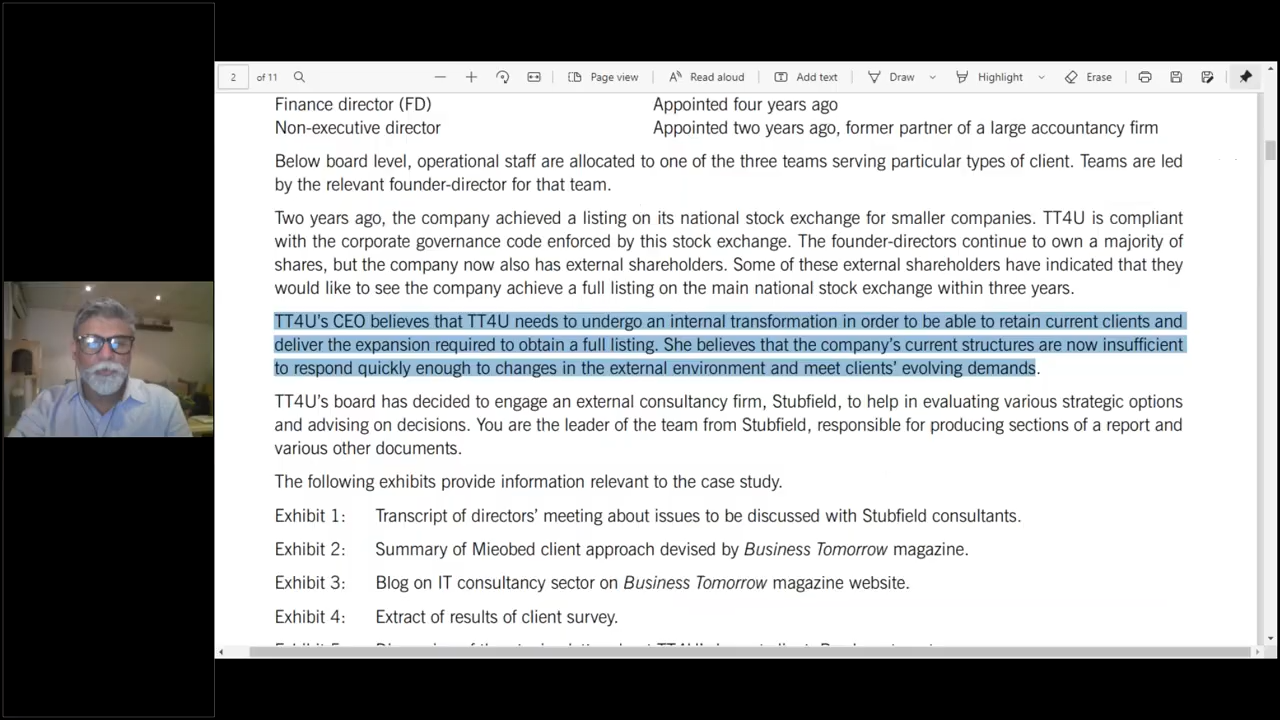 2 of 11 Page view Read aloud Add text Draw Highlight Erase
Finance director (FD) Appointed four years ago
Non-executive director Appointed two years ago, former partner of a large accountancy firm
Below board level, operational staff are allocated to one of the three teams serving particular types of client. Teams are led
by the relevant founder-director for that team.
Two years ago, the company achieved a listing on its national stock exchange for smaller companies. TT4U is compliant
with the corporate governance code enforced by this stock exchange. The founder-directors continue to own a majority of
shares, but the company now also has external shareholders. Some of these external shareholders have indicated that they
would like to see the company achieve a full listing on the main national stock exchange within three years.
TT4U's CEO believes that TT4U needs to undergo an internal transformation in order to be able to retain current clients and
deliver the expansion required to obtain a full listing. She believes that the company's current structures are now insufficient
to respond quickly enough to changes in the external environment and meet clients' evolving demands.
TT4U's board has decided to engage an external consultancy firm, Stubfield, to help in evaluating various strategic options
and advising on decisions. You are the leader of the team from Stubfield, responsible for producing sections of a report and
various other documents.
The following exhibits provide information relevant to the case study.
Exhibit 1: Transcript of directors' meeting about issues to be discussed with Stubfield consultants.
Exhibit 2: Summary of Mieobed client approach devised by Business Tomorrow magazine.
Exhibit 3: Blog on IT consultancy sector on Business Tomorrow magazine website.
Exhibit 4: Extract of results of client survey.